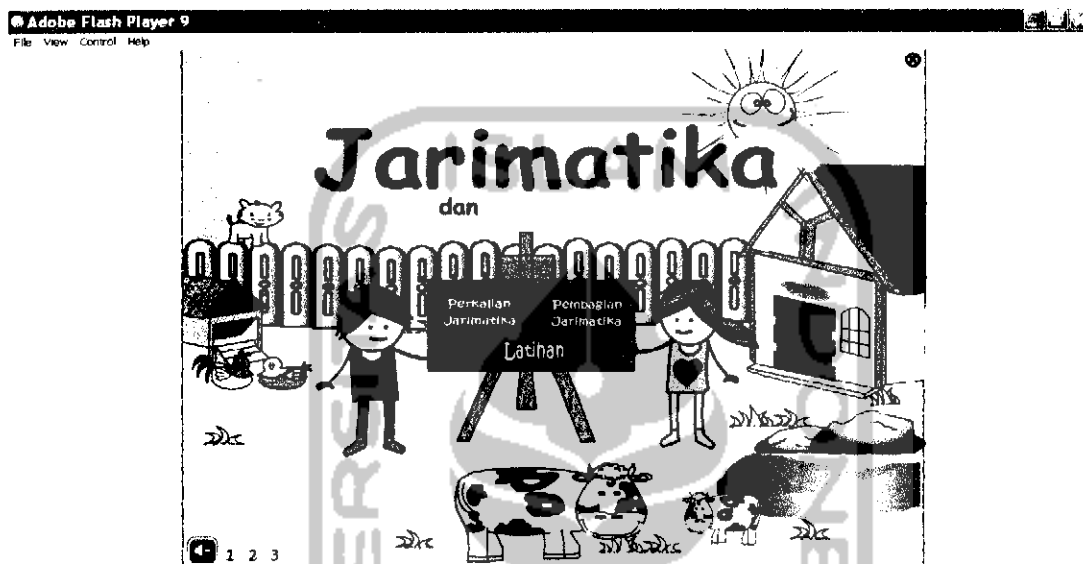 Adobe Flash Player 9
File View Control Help
Jarimatika
dan
Perkalian Jarimatika
Pembagian Jarimatika
Latihan
1 2 3